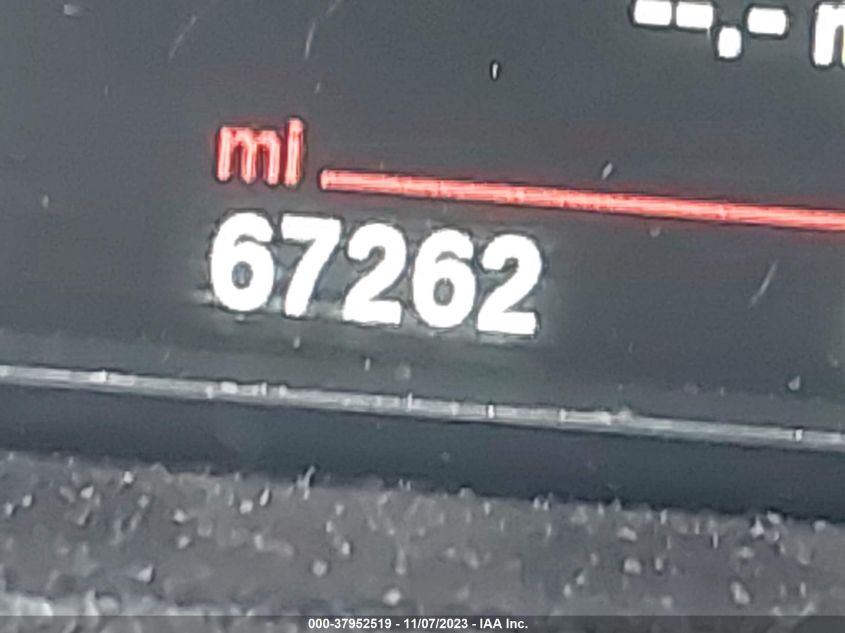 --.- m
mi
67262
000-37952519 - 11/07/2023 - IAA Inc.